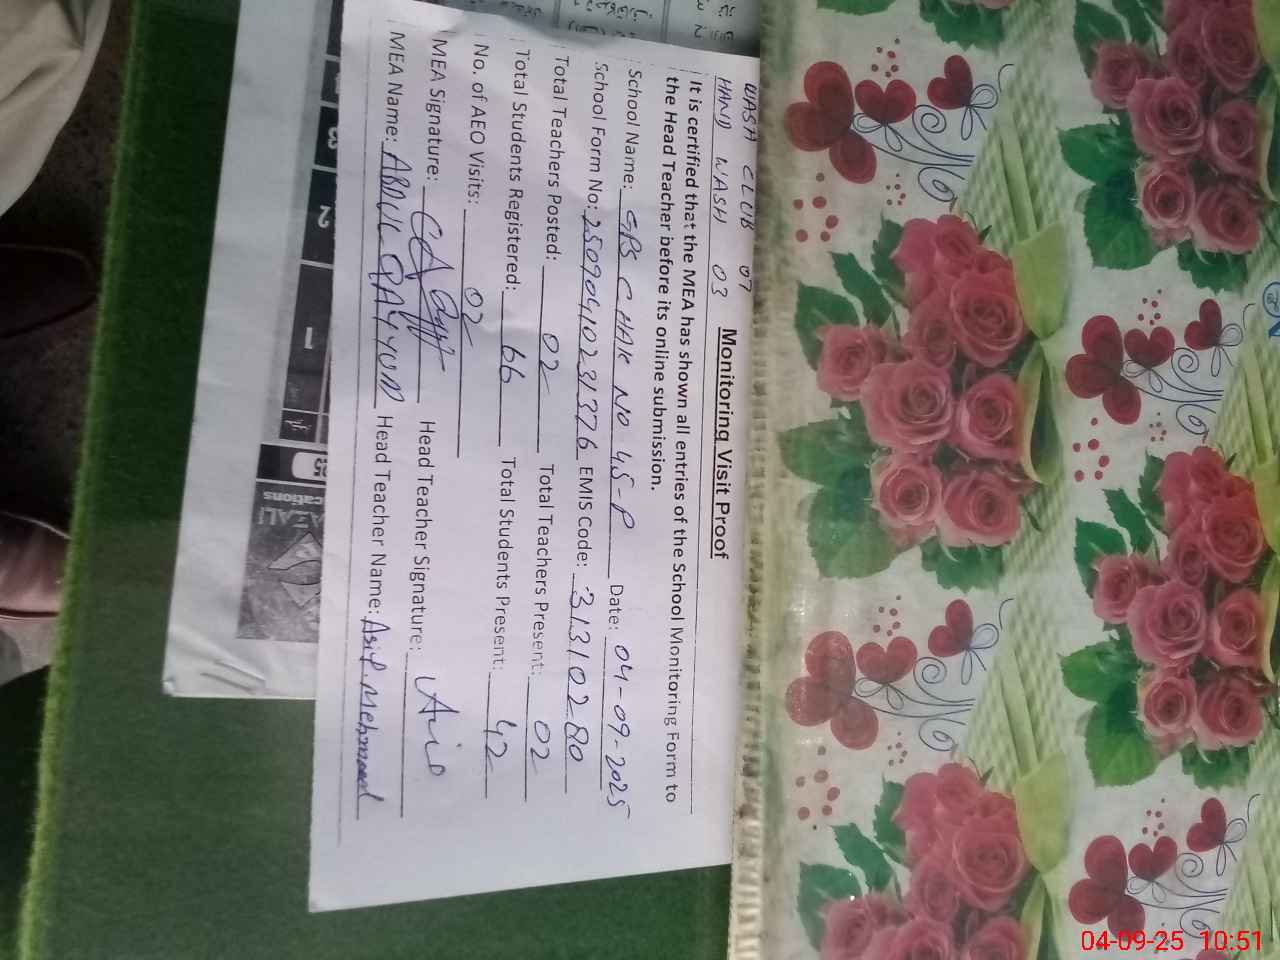 WASH CLUB 07
HAND WASH 03
Monitoring Visit Proof
It is certified that the MEA has shown all entries of the School Monitoring Form to
the Head Teacher before its online submission.
School Name: GPS CHAK NO 45-P Date: 04-09-2025
School Form No: 25090410231376 EMIS Code: 31310280
Total Teachers Posted: 02 Total Teachers Present: 02
Total Students Registered: 66 Total Students Present: 42
No. of AEO Visits: 02
MEA Signature: Head Teacher Signature:
MEA Name: ABDUL QAYYUM Head Teacher Name: Asif Mehmood
2
1
04-09-25 10:51